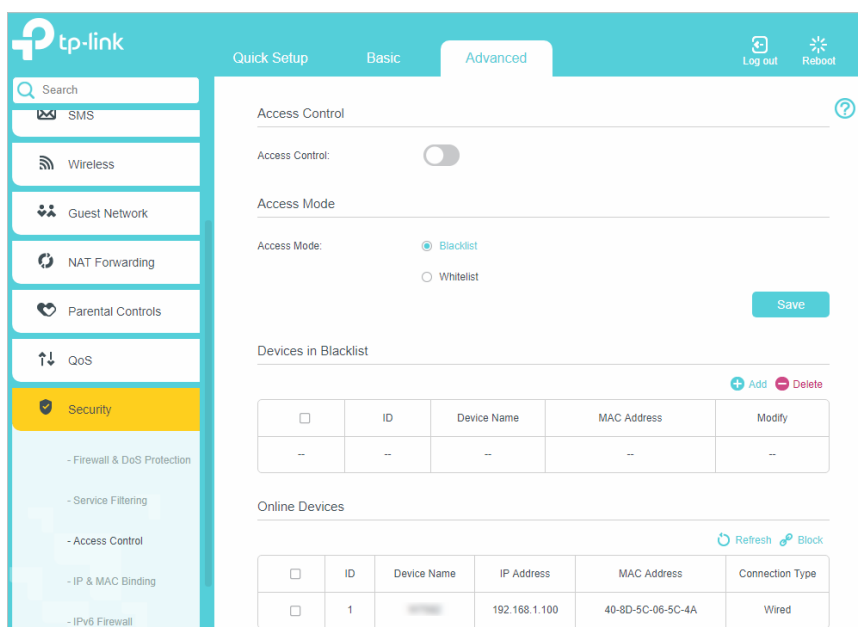 tp-link
Quick Setup Basic Advanced Log out Reboot
Search
SMS
Wireless
Guest Network
NAT Forwarding
Parental Controls
QoS
Security
- Firewall & DoS Protection
- Service Filtering
- Access Control
- IP & MAC Binding
- IPv6 Firewall
Access Control
Access Control:
Access Mode
Access Mode: Blacklist
Whitelist
Save
Devices in Blacklist
Add Delete
ID Device Name MAC Address Modify
-- -- -- -- --
Online Devices
Refresh Block
ID Device Name IP Address MAC Address Connection Type
1 192.168.1.100 40-8D-5C-06-5C-4A Wired